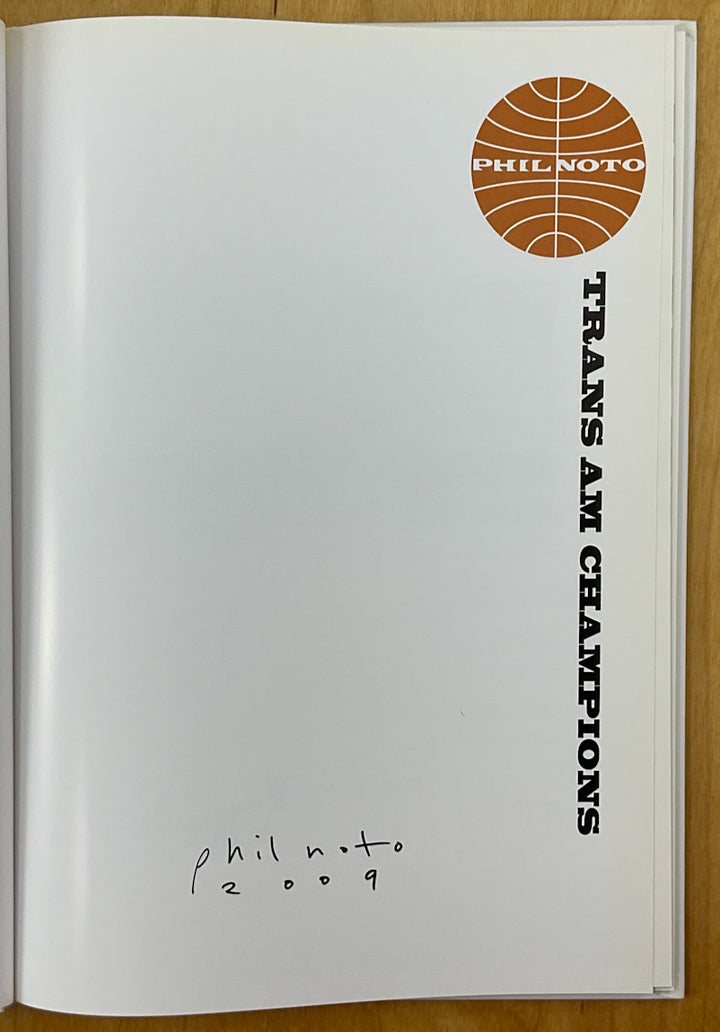 PHIL NOTO
TRANS AM CHAMPIONS
phil noto
2009